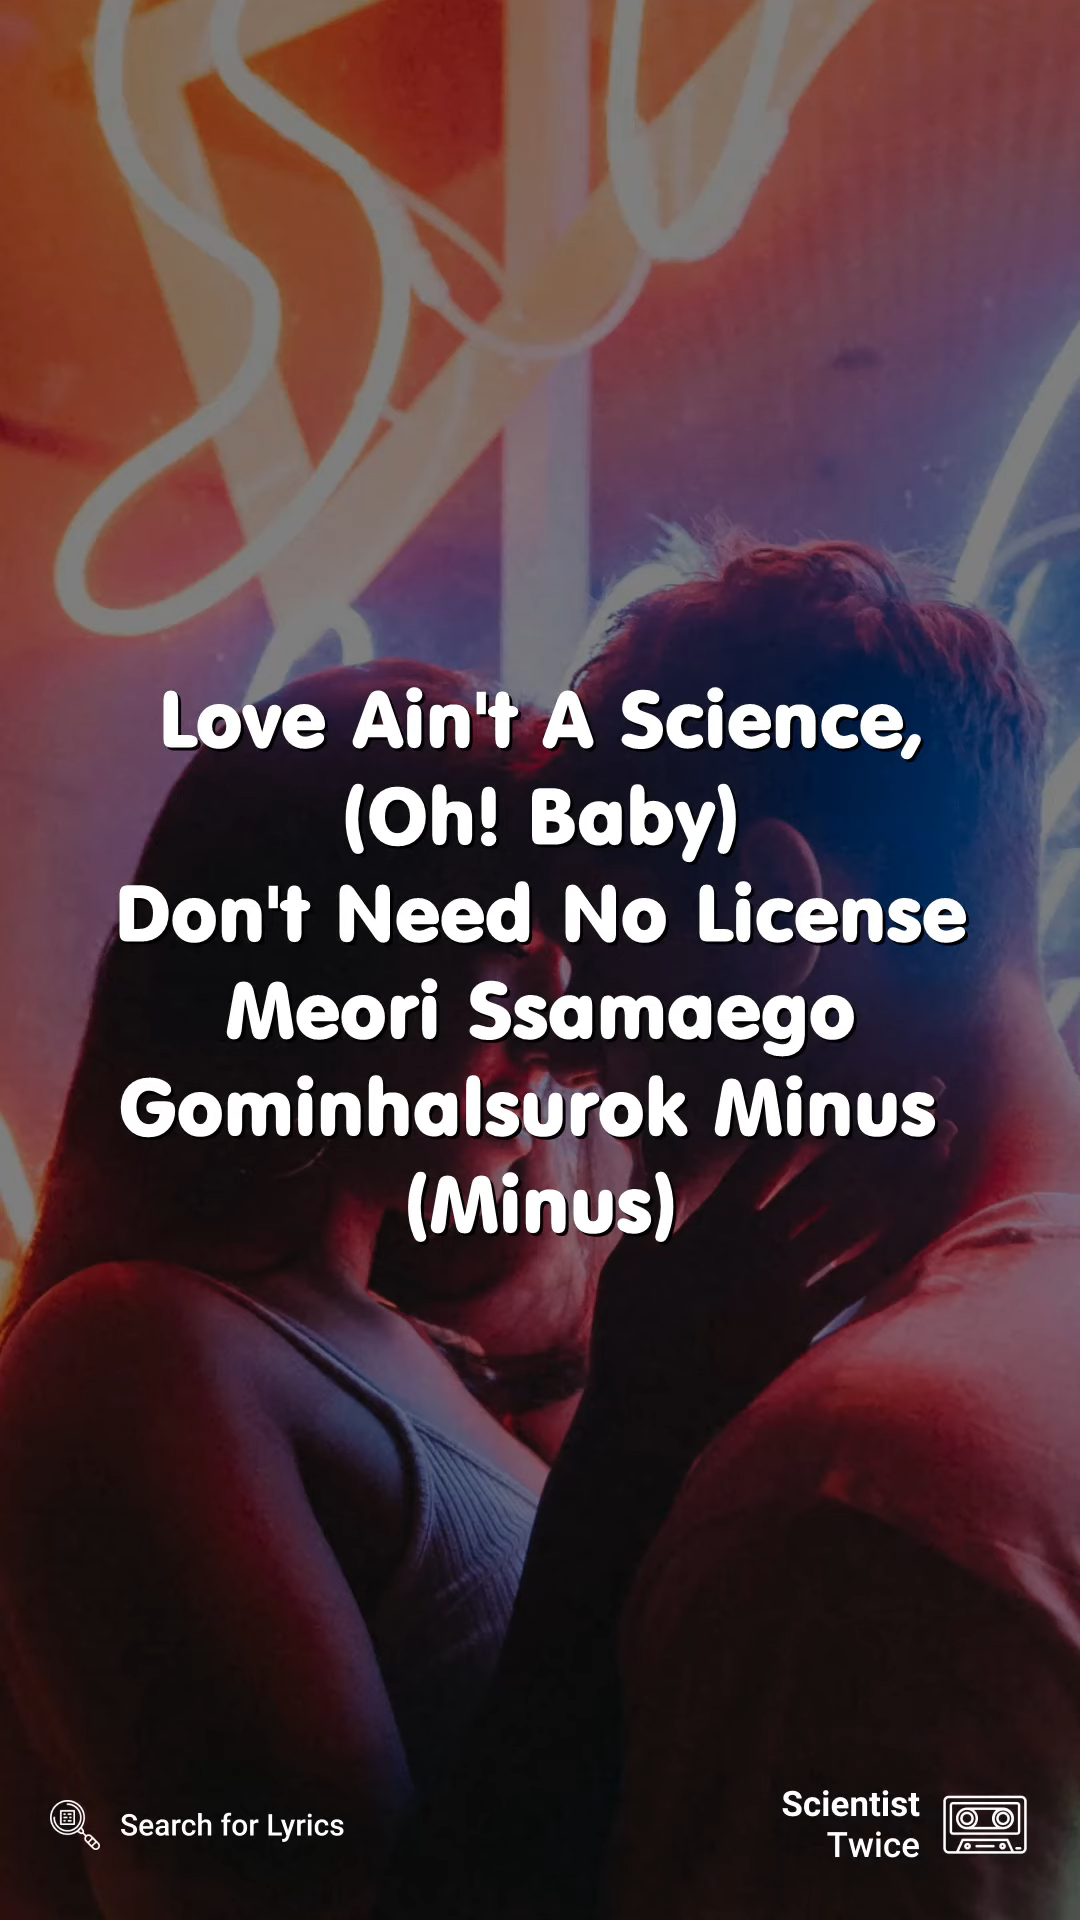 Love Ain't A Science,
(Oh! Baby)
Don't Need No License
Meori Ssamaego
Gominhalsurok Minus
(Minus)
Search for Lyrics
Scientist
Twice